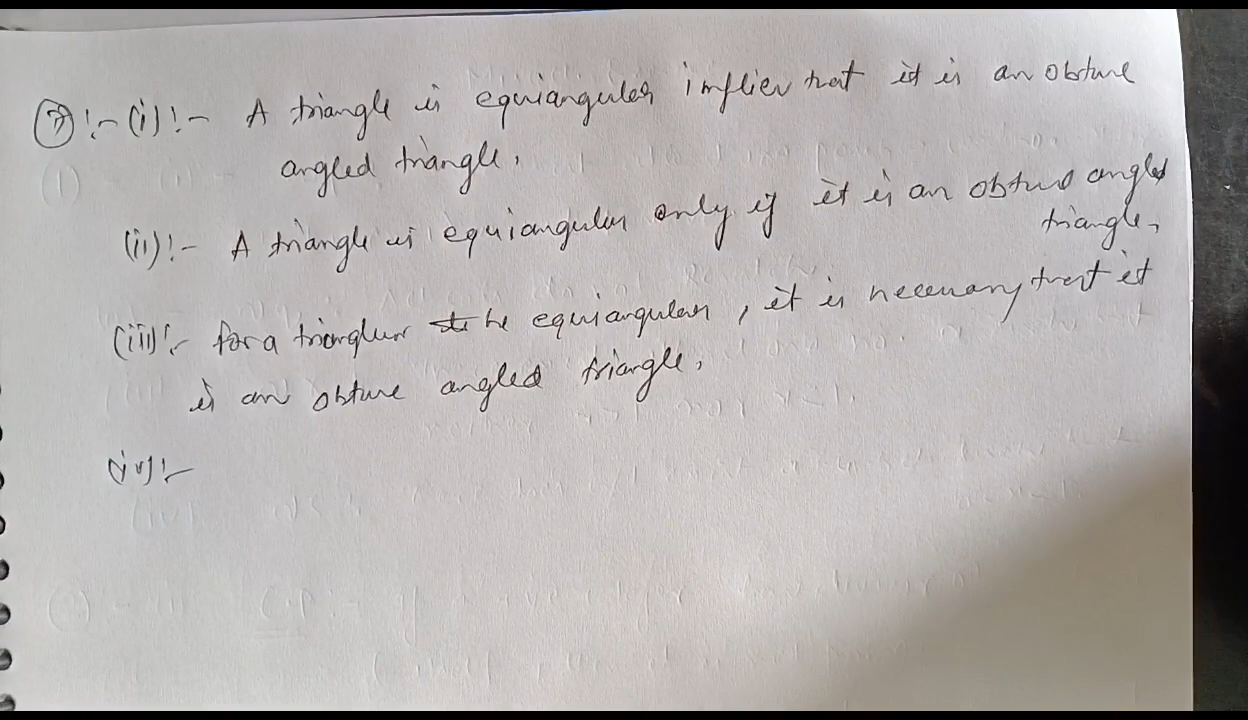 (7) :- (i) :- A triangle is equiangular implies that it is an obtuse
angled triangle.
(ii) :- A triangle is equiangular only if it is an obtuse angled
triangle.
(iii) :- for a triangle to be equiangular, it is necessary that it
is an obtuse angled triangle.
(iv) :-